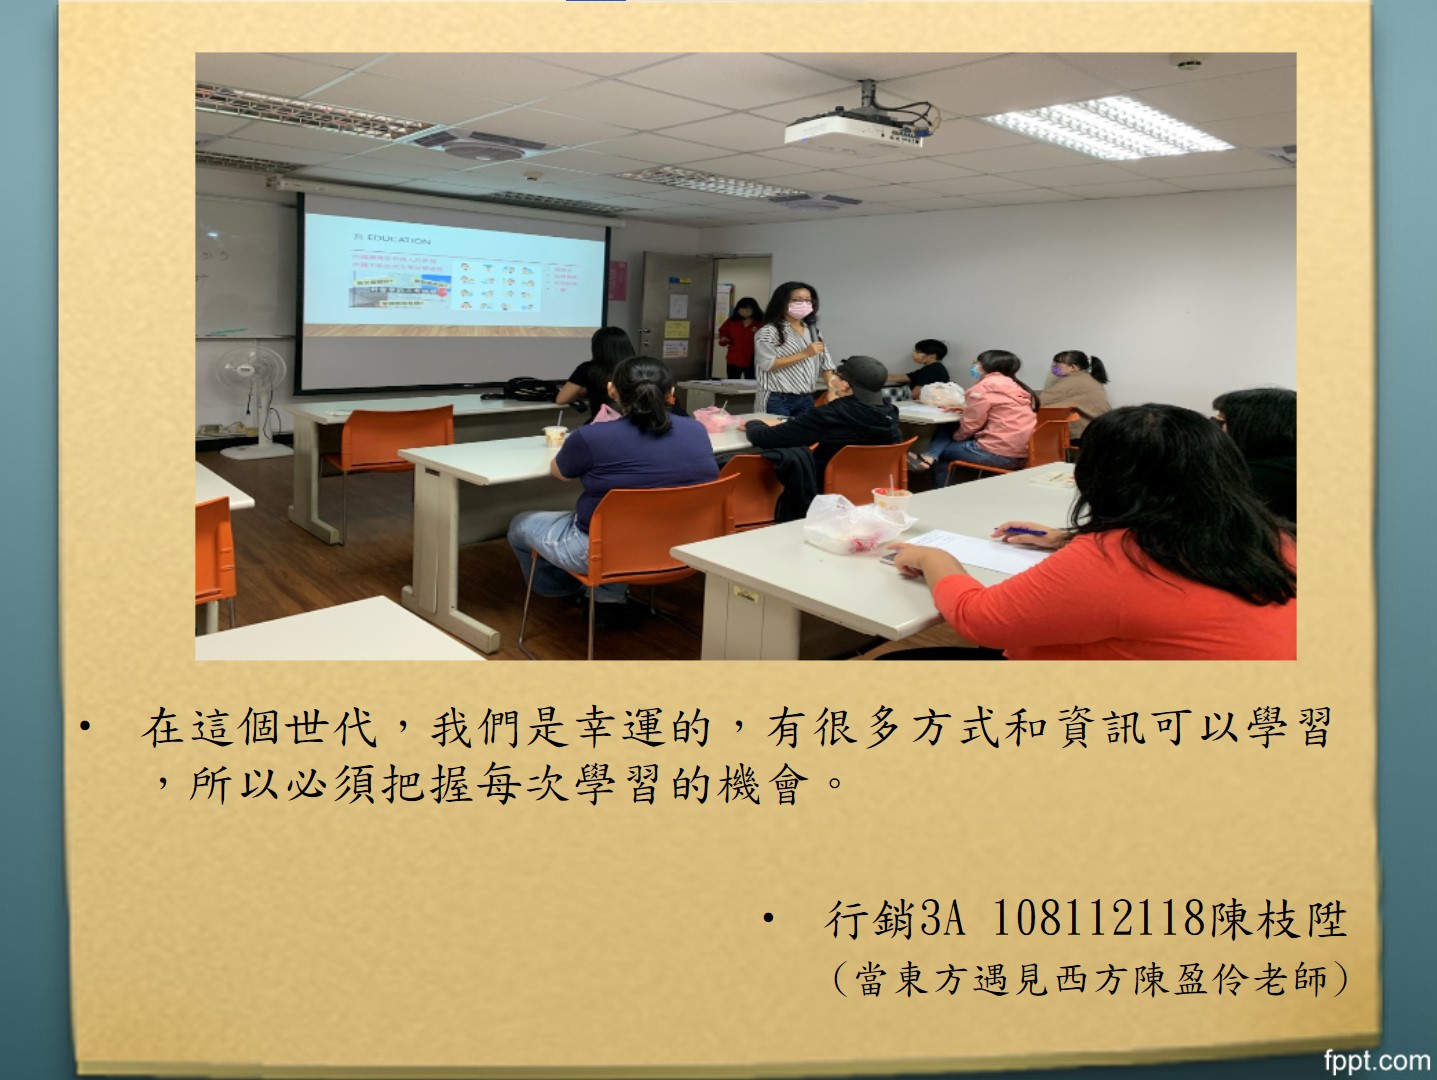 EDUCATION
• 在這個世代，我們是幸運的，有很多方式和資訊可以學習
，所以必須把握每次學習的機會。
• 行銷3A 108112118陳枝陞
（當東方遇見西方陳盈伶老師）
fppt.com